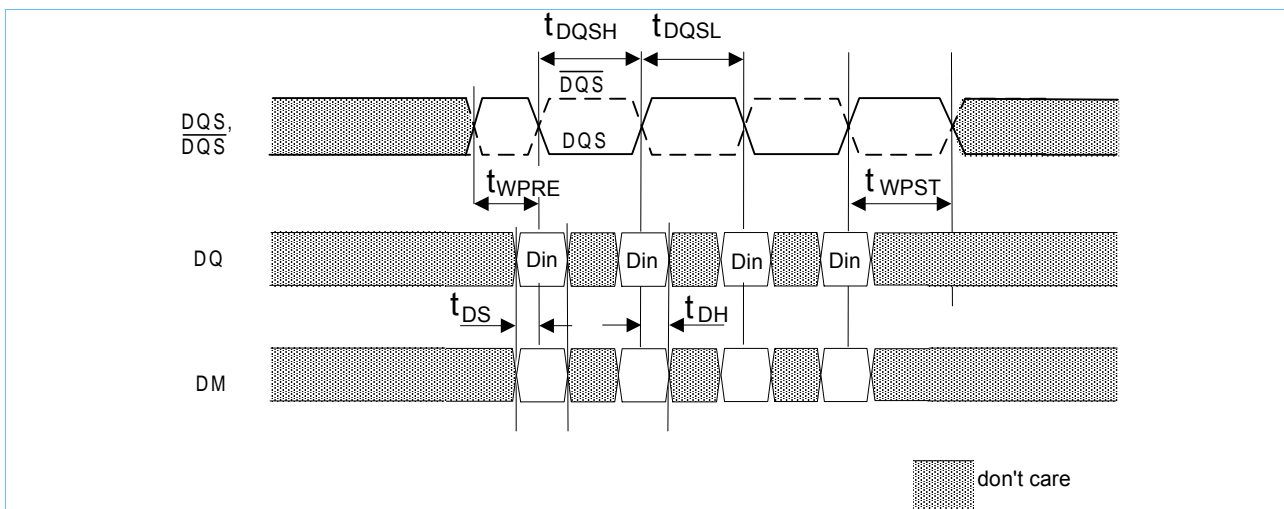 tDQSH tDQSL
DQS
DQS,
DQS
DQS
tWPRE
tWPST
DQ
Din Din Din Din
tDS
tDH
DM
don't care